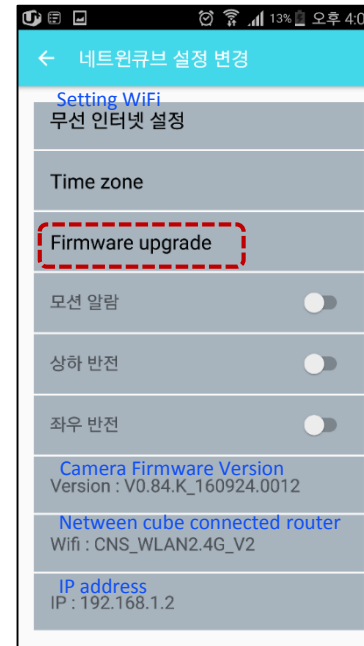 13% 오후 4:0
네트윈큐브 설정 변경
Setting WiFi
무선 인터넷 설정
Time zone
Firmware upgrade
모션 알람
상하 반전
좌우 반전
Camera Firmware Version
Version : V0.84.K_160924.0012
Netween cube connected router
Wifi : CNS_WLAN2.4G_V2
IP address
IP : 192.168.1.2